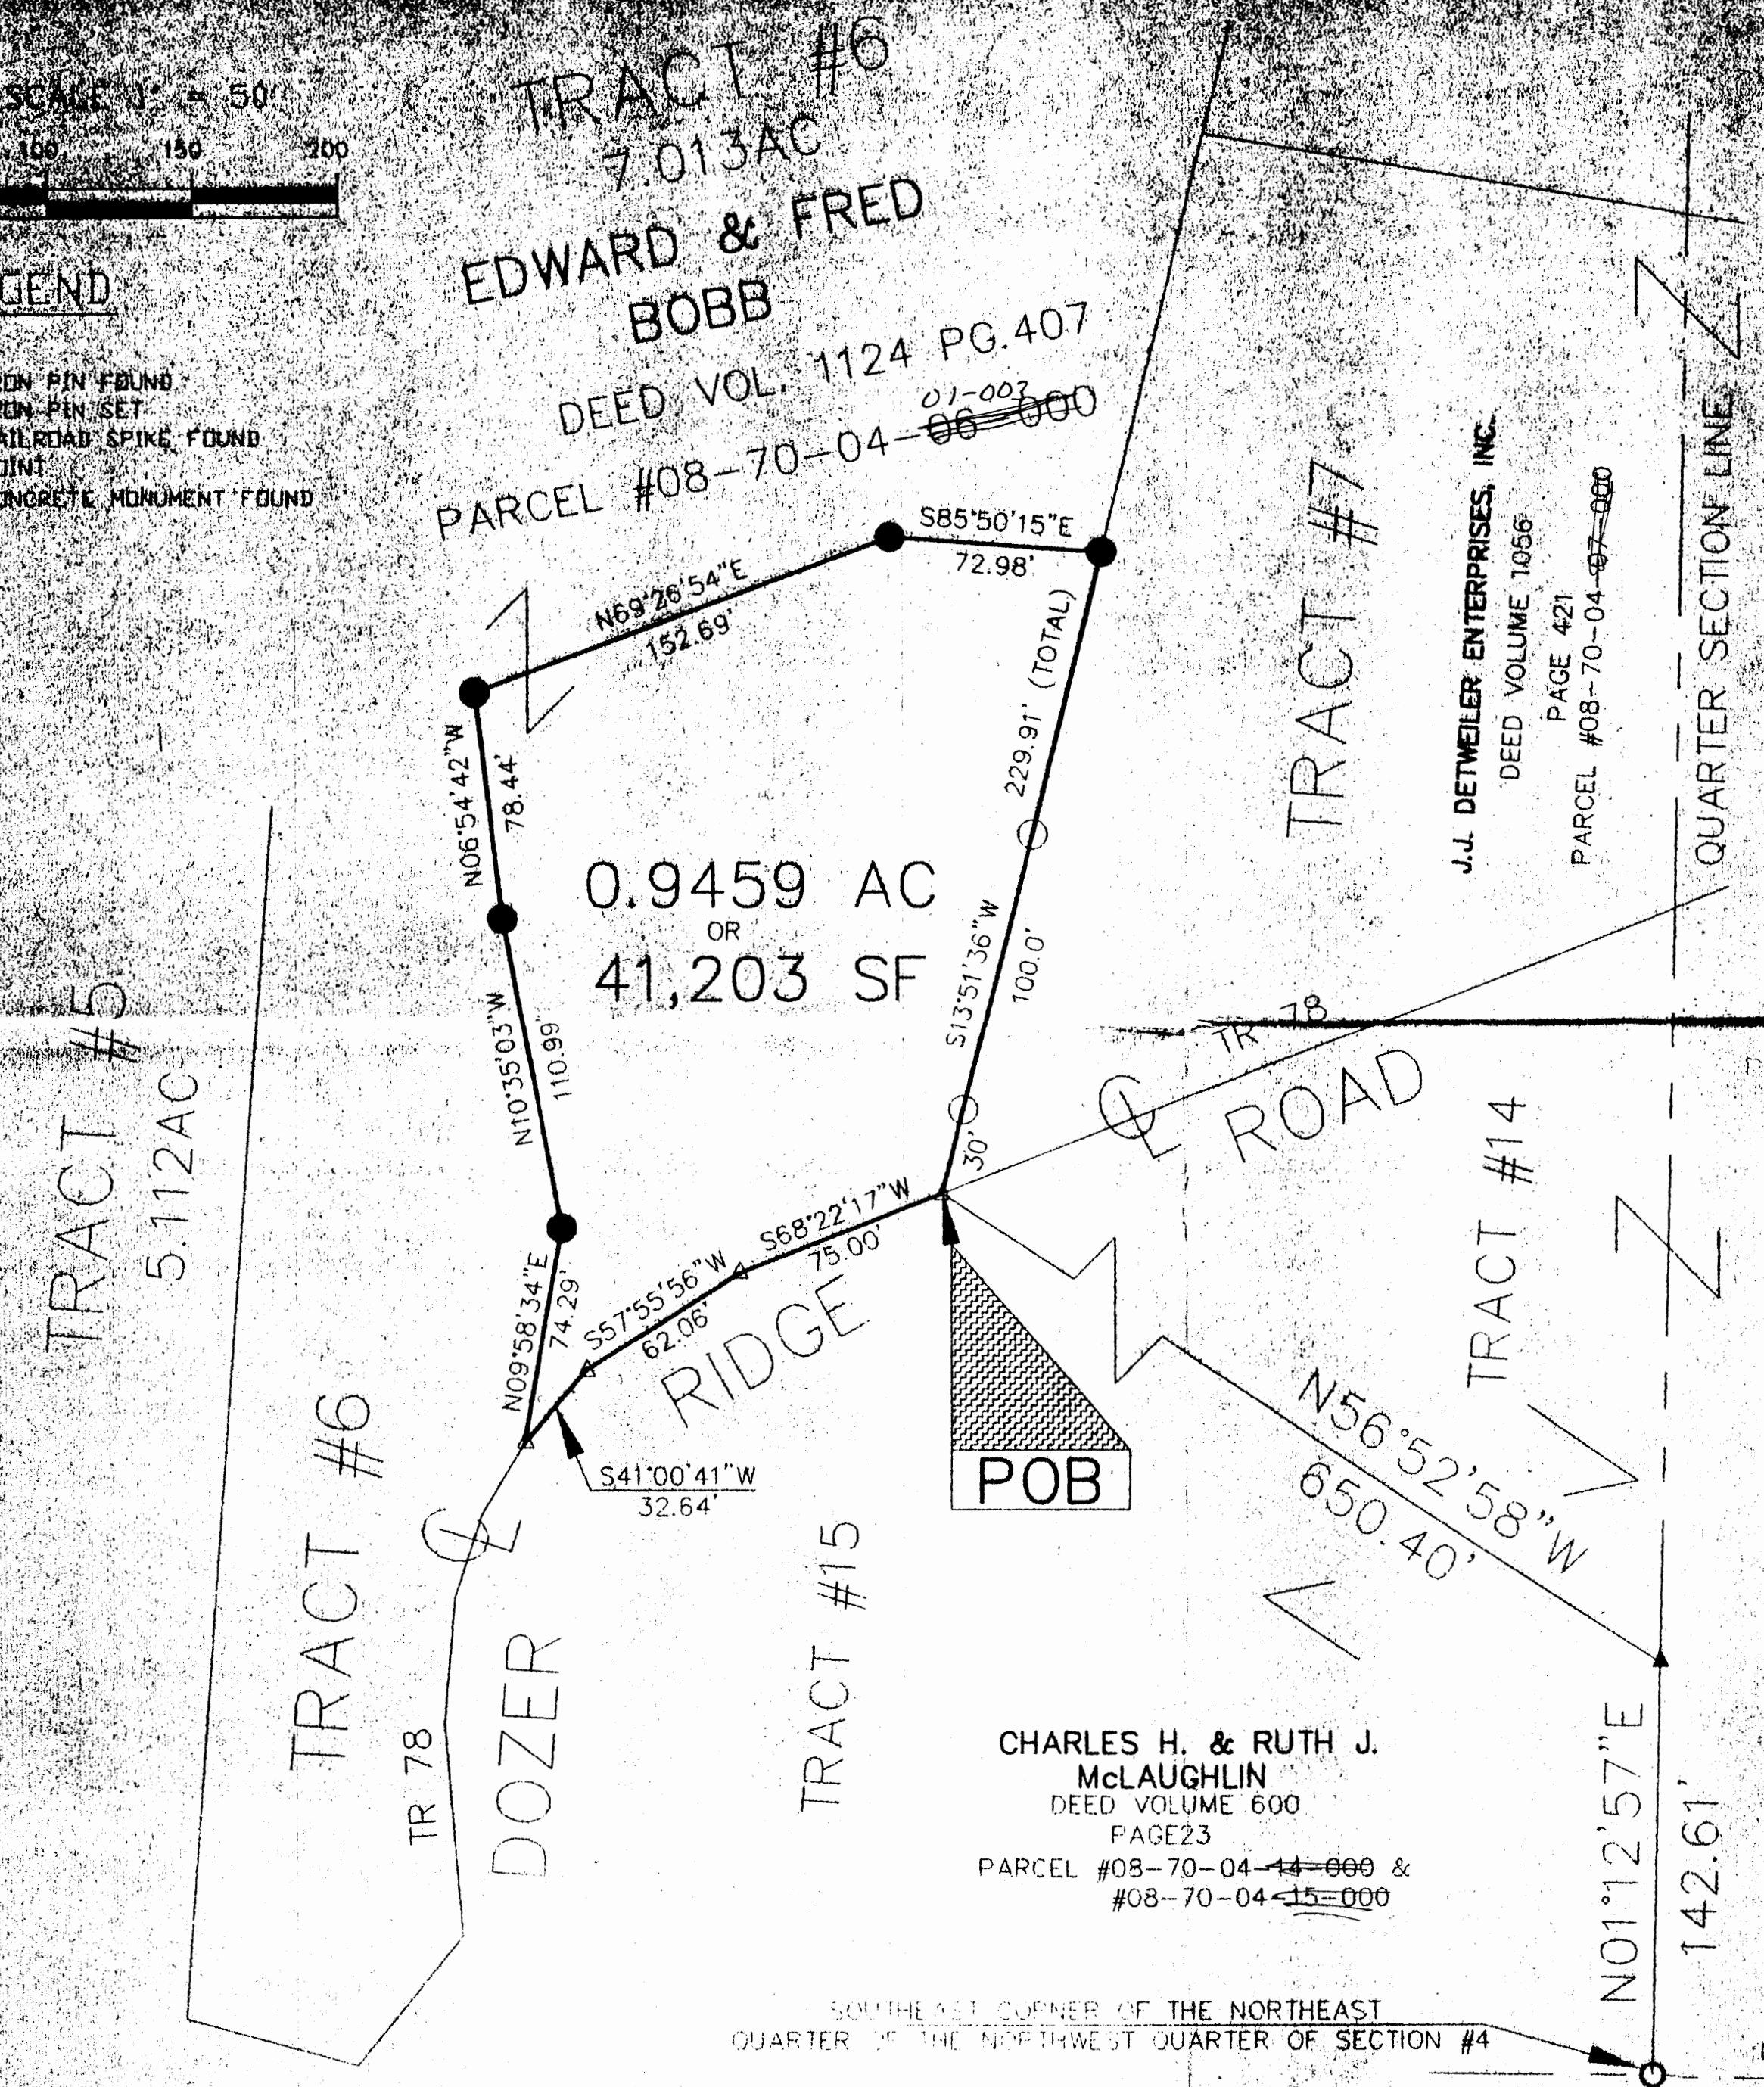 SCALE 1" = 50'
100 150 200
GEND
ON PIN FOUND
ON PIN SET
AILROAD SPIKE FOUND
OINT
ONCRETE MONUMENT FOUND
TRACT #6
7.013AC
EDWARD & FRED
BOBB
DEED VOL. 1124 PG.407
01-003
PARCEL #08-70-04-06-000
S85°50'15"E
72.98'
N69°26'54"E
152.69'
N06°54'42"W
78.44'
229.91' (TOTAL)
0.9459 AC
OR
41,203 SF
S13°51'36"W
100.0'
30'
N10°35'03"W
110.99'
N09°58'34"E
74.29'
S68°22'17"W
75.00'
S57°55'56"W
62.06'
S41°00'41"W
32.64'
POB
TRACT #7
J.J. DETWEILER ENTERPRISES, INC.
DEED VOLUME 1056
PAGE 421
PARCEL #08-70-04-07-000
QUARTER SECTION LINE
TR 78
℄ ROAD
RIDGE
℄
DOZER
TR 78
TRACT #5
5.112AC
TRACT #6
TRACT #15
TRACT #14
N56°52'58"W
650.40'
CHARLES H. & RUTH J.
McLAUGHLIN
DEED VOLUME 600
PAGE23
PARCEL #08-70-04-14-000 &
#08-70-04-15-000
N01°12'57"E
142.61'
SOUTHEAST CORNER OF THE NORTHEAST
QUARTER OF THE NORTHWEST QUARTER OF SECTION #4